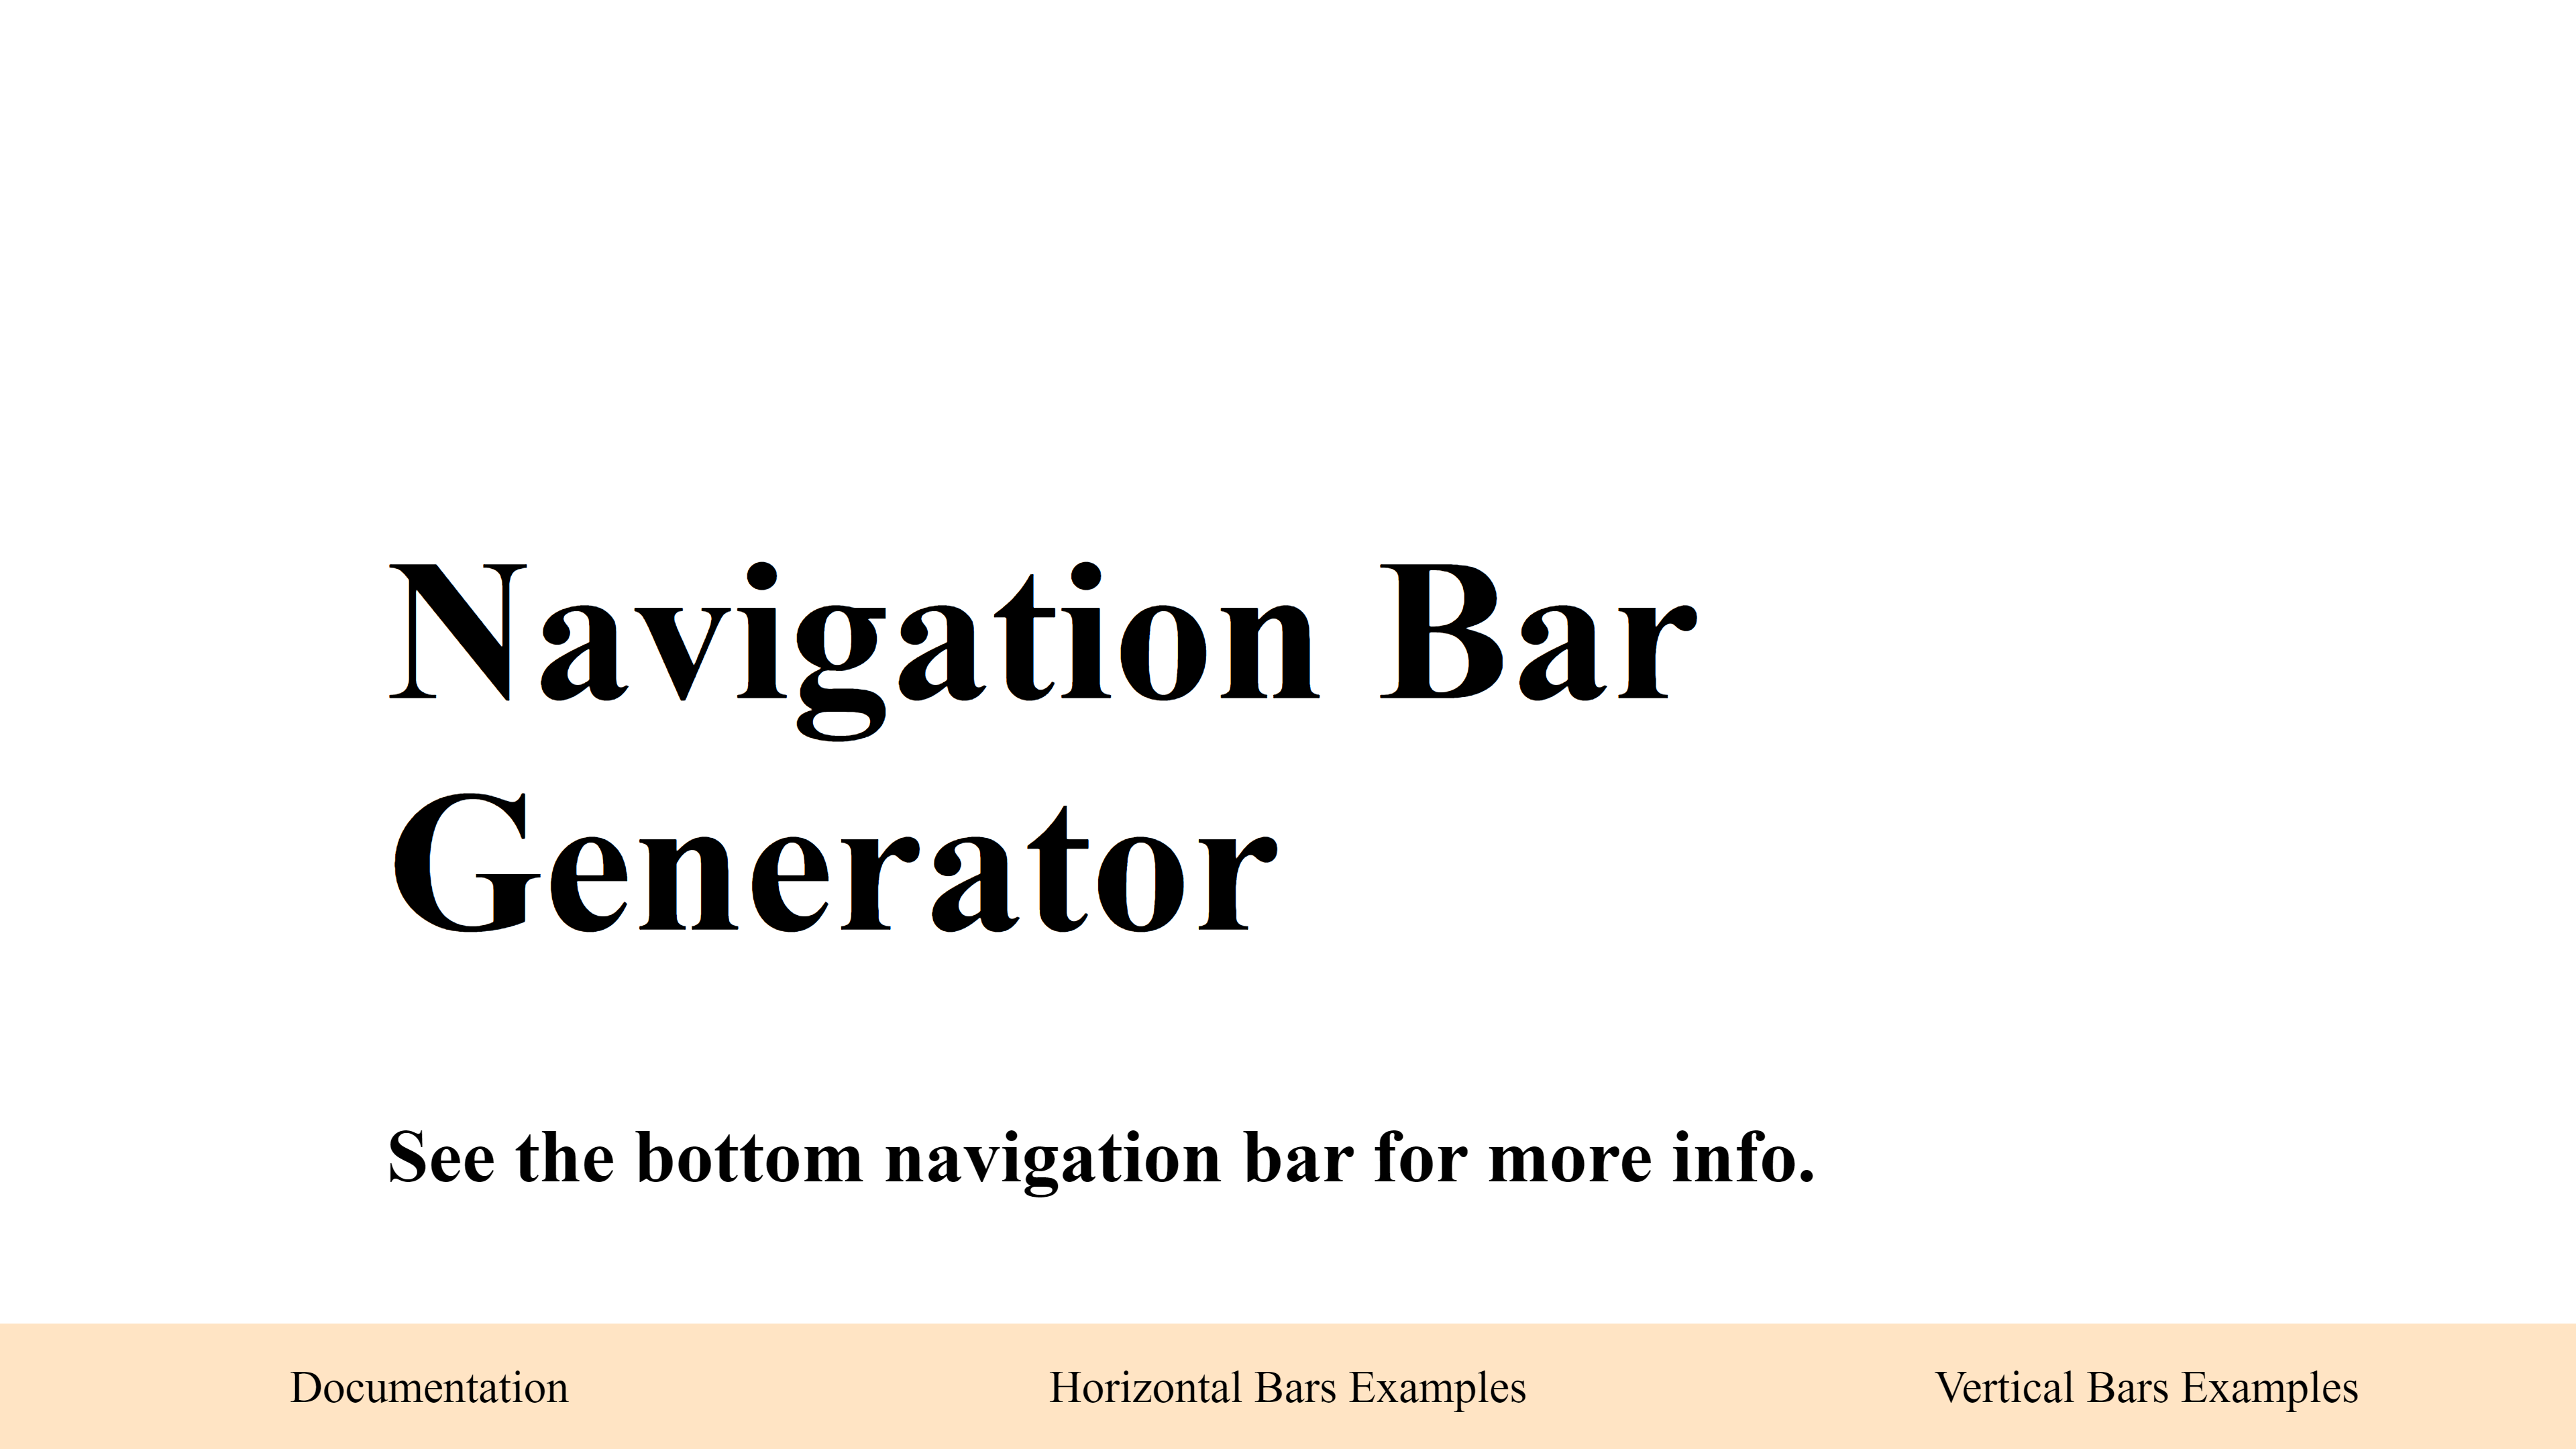 Navigation Bar
Generator
See the bottom navigation bar for more info.
Documentation
Horizontal Bars Examples
Vertical Bars Examples